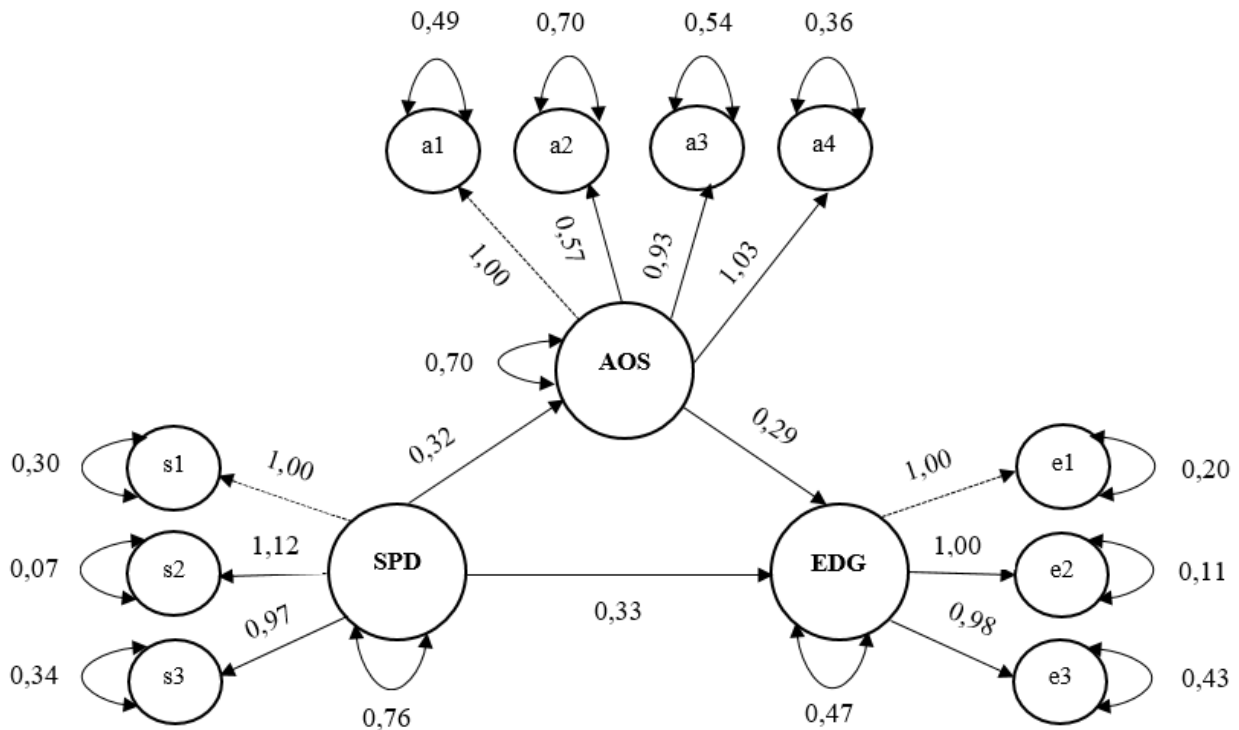 0,49 0,70 0,54 0,36
a1 a2 a3 a4
1,00 0,57 0,93 1,03
0,70 AOS
0,32 0,29
0,30 s1 1,00 1,00 e1 0,20
0,07 s2 1,12 SPD EDG 1,00 e2 0,11
0,33
0,34 s3 0,97 0,98 e3 0,43
0,76 0,47